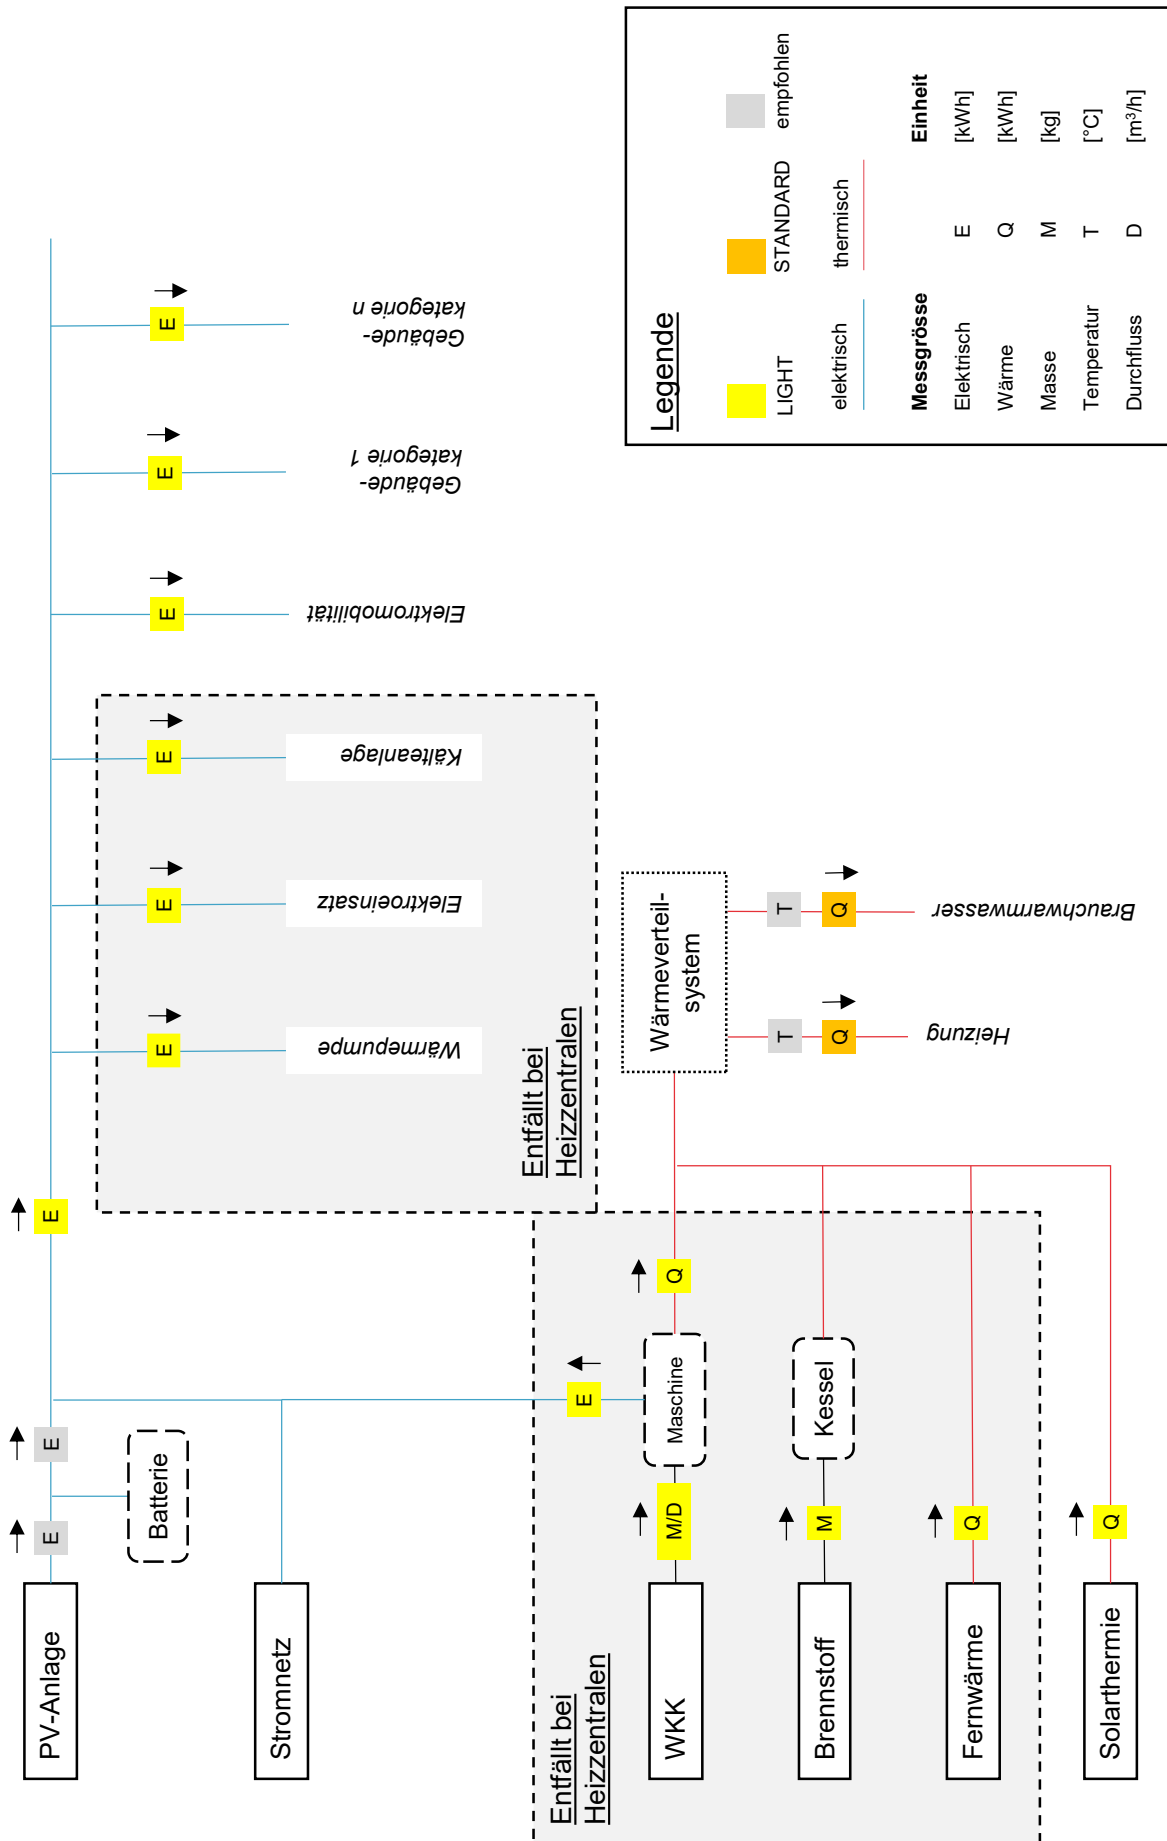 PV-Anlage
E
E
E
Batterie
Stromnetz
E
Wärmepumpe
E
Elektroeinsatz
E
Kälteanlage
E
Elektromobilität
E
Gebäude-
kategorie 1
E
Gebäude-
kategorie n
Entfällt bei
Heizzentralen
Entfällt bei
Heizzentralen
WKK
M/D
Maschine
E
Q
Brennstoff
M
Kessel
Fernwärme
Q
Solarthermie
Q
Wärmeverteil-
system
T
Q
Heizung
T
Q
Brauchwarmwasser
Legende
LIGHT
STANDARD
empfohlen
elektrisch
thermisch
Messgrösse Einheit
Elektrisch E [kWh]
Wärme Q [kWh]
Masse M [kg]
Temperatur T [°C]
Durchfluss D [m³/h]